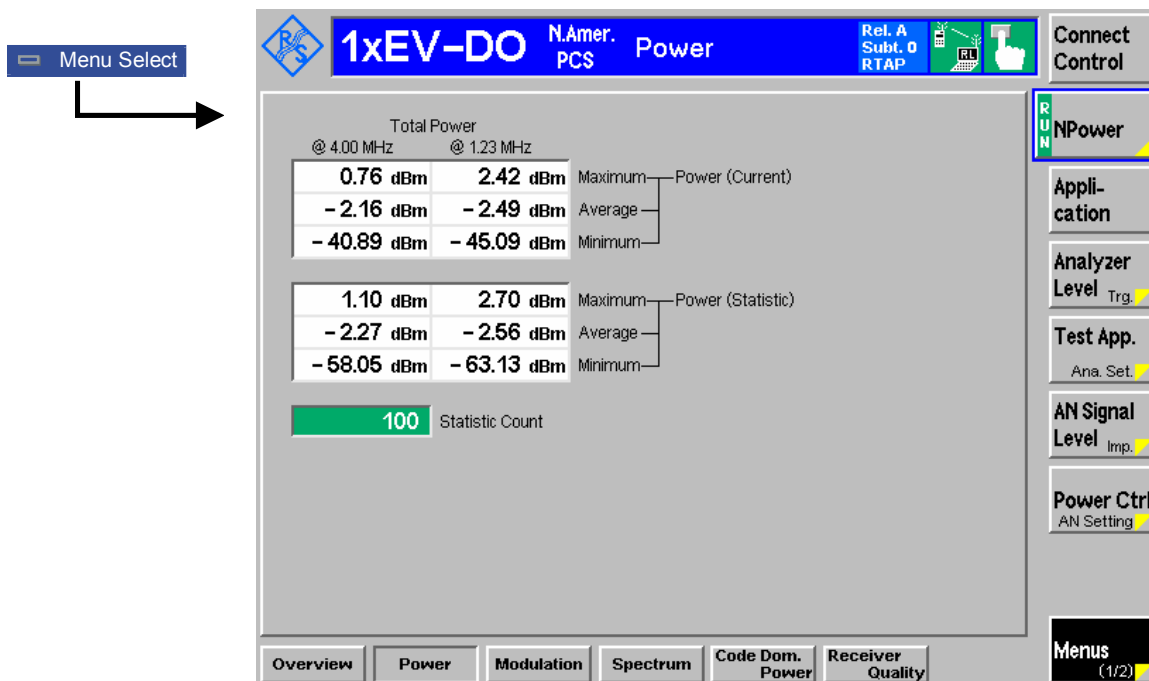 Menu Select
R&S
1xEV-DO N.Amer. PCS Power Rel. A Subt. 0 RTAP RL
Connect Control
RUN NPower
Appli-cation
Analyzer Level Trg.
Test App. Ana. Set.
AN Signal Level Imp.
Power Ctrl AN Setting
Menus (1/2)
Total Power
@ 4.00 MHz @ 1.23 MHz
0.76 dBm 2.42 dBm Maximum Power (Current)
– 2.16 dBm – 2.49 dBm Average
– 40.89 dBm – 45.09 dBm Minimum
1.10 dBm 2.70 dBm Maximum Power (Statistic)
– 2.27 dBm – 2.56 dBm Average
– 58.05 dBm – 63.13 dBm Minimum
100 Statistic Count
Overview Power Modulation Spectrum Code Dom. Power Receiver Quality